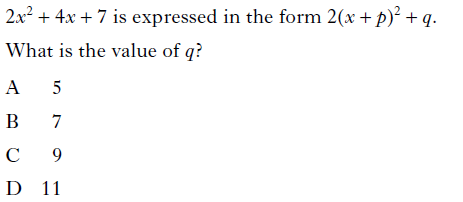 2x² + 4x + 7 is expressed in the form 2(x + p)² + q.
What is the value of q?
A 5
B 7
C 9
D 11